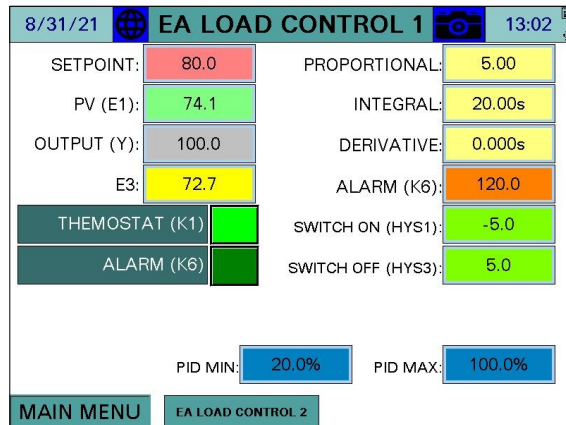 8/31/21 EA LOAD CONTROL 1 13:02
SETPOINT: 80.0 PROPORTIONAL: 5.00
PV (E1): 74.1 INTEGRAL: 20.00s
OUTPUT (Y): 100.0 DERIVATIVE: 0.000s
E3: 72.7 ALARM (K6): 120.0
THEMOSTAT (K1) SWITCH ON (HYS1): -5.0
ALARM (K6) SWITCH OFF (HYS3): 5.0
PID MIN: 20.0% PID MAX: 100.0%
MAIN MENU EA LOAD CONTROL 2